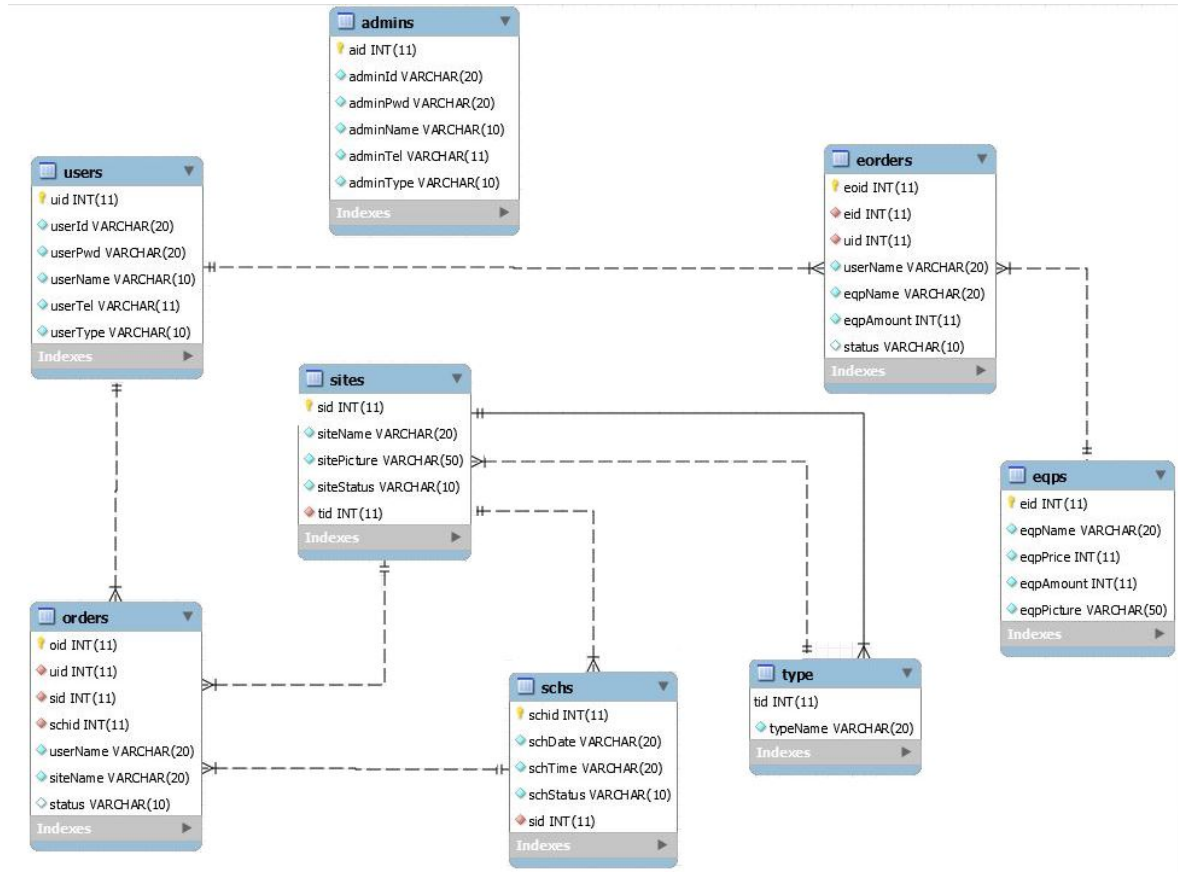 admins
aid INT(11)
adminId VARCHAR(20)
adminPwd VARCHAR(20)
adminName VARCHAR(10)
adminTel VARCHAR(11)
adminType VARCHAR(10)
Indexes
users
uid INT(11)
userId VARCHAR(20)
userPwd VARCHAR(20)
userName VARCHAR(10)
userTel VARCHAR(11)
userType VARCHAR(10)
Indexes
eorders
eoid INT(11)
eid INT(11)
uid INT(11)
userName VARCHAR(20)
eqpName VARCHAR(20)
eqpAmount INT(11)
status VARCHAR(10)
Indexes
sites
sid INT(11)
siteName VARCHAR(20)
sitePicture VARCHAR(50)
siteStatus VARCHAR(10)
tid INT(11)
Indexes
eqps
eid INT(11)
eqpName VARCHAR(20)
eqpPrice INT(11)
eqpAmount INT(11)
eqpPicture VARCHAR(50)
Indexes
orders
oid INT(11)
uid INT(11)
sid INT(11)
schid INT(11)
userName VARCHAR(20)
siteName VARCHAR(20)
status VARCHAR(10)
Indexes
schs
schid INT(11)
schDate VARCHAR(20)
schTime VARCHAR(20)
schStatus VARCHAR(10)
sid INT(11)
Indexes
type
tid INT(11)
typeName VARCHAR(20)
Indexes